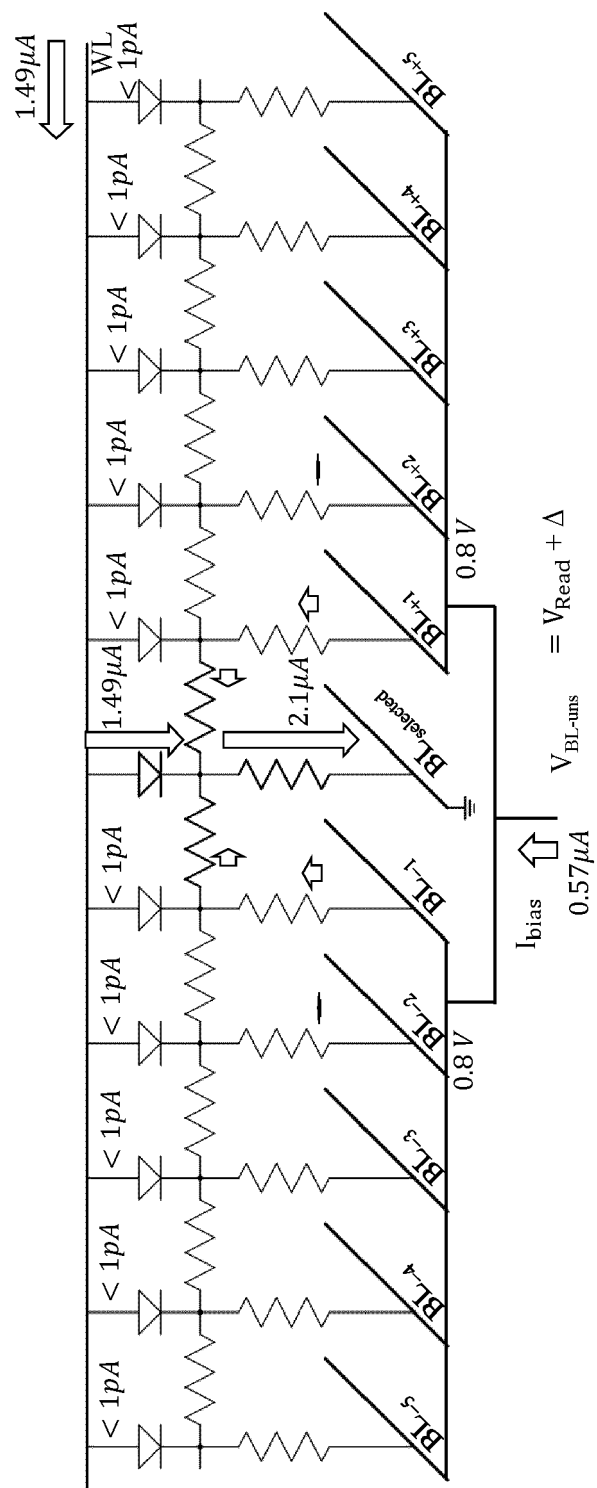 1.49μA
WL
< 1pA < 1pA < 1pA < 1pA < 1pA 1.49μA < 1pA < 1pA < 1pA < 1pA < 1pA
2.1μA
BL₋₅ BL₋₄ BL₋₃ BL₋₂ BL₋₁ BLselected BL₊₁ BL₊₂ BL₊₃ BL₊₄ BL₊₅
0.8 V 0.8 V
Ibias VBL-uns = VRead + Δ
0.57μA